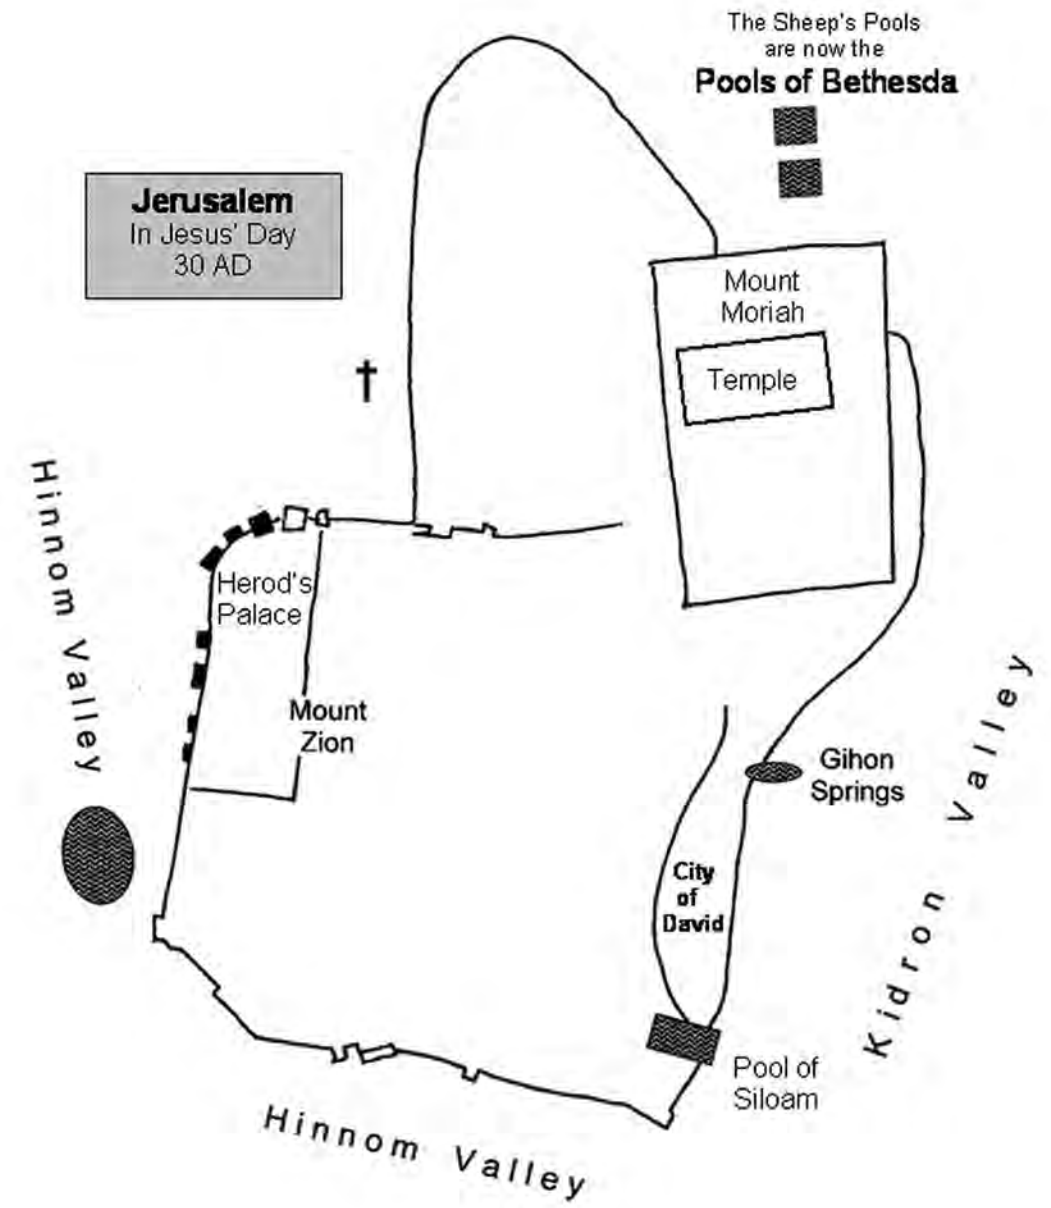 The Sheep's Pools
are now the
Pools of Bethesda
Jerusalem
In Jesus' Day
30 AD
Mount
Moriah
Temple
Hinnom Valley
Herod's
Palace
Mount
Zion
Gihon
Springs
City
of
David
Kidron Valley
Pool of
Siloam
Hinnom Valley